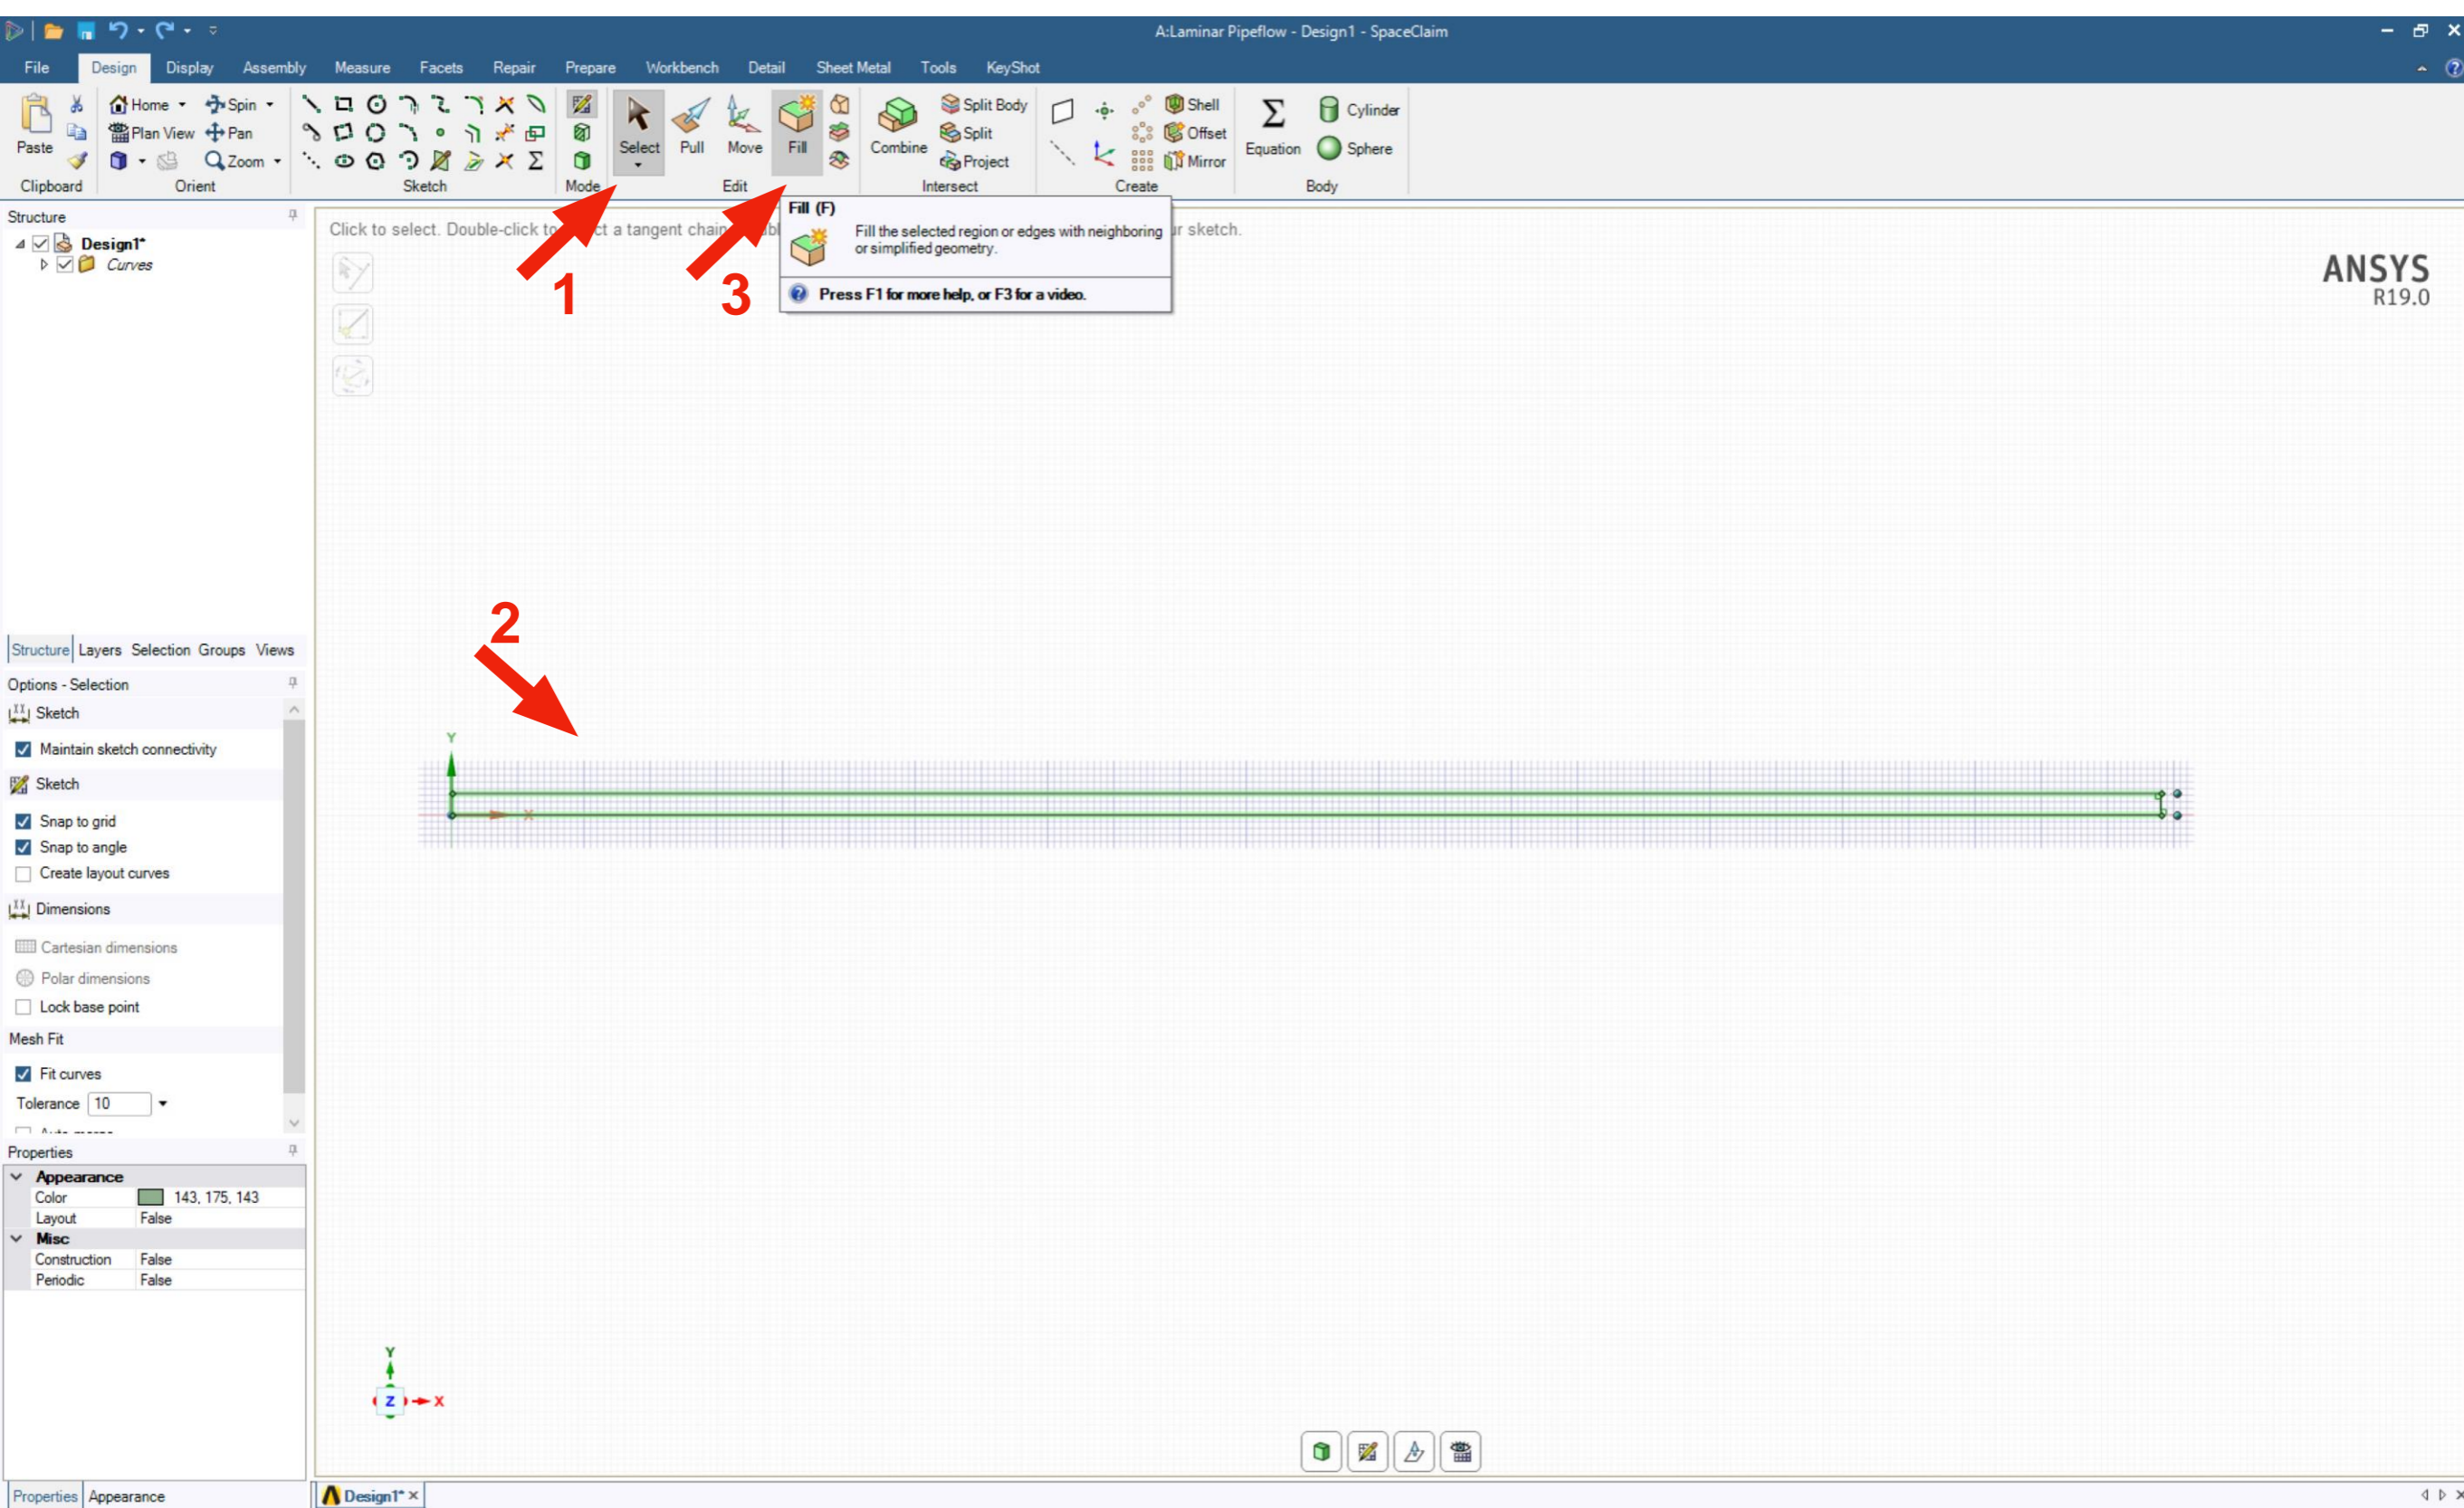 A:Laminar Pipeflow - Design1 - SpaceClaim
File Design Display Assembly Measure Facets Repair Prepare Workbench Detail Sheet Metal Tools KeyShot
Home Spin Split Body Shell Cylinder
Plan View Pan Split Offset
Paste Zoom Select Pull Move Fill Combine Project Mirror Equation Sphere
Clipboard Orient Sketch Mode Edit Intersect Create Body
Structure
Design1*
Curves
Click to select. Double-click to a tangent chain r sketch.
Fill (F)
Fill the selected region or edges with neighboring
or simplified geometry.
Press F1 for more help, or F3 for a video.
1
3
ANSYS
R19.0
2
Y
X
Structure Layers Selection Groups Views
Options - Selection
Sketch
Maintain sketch connectivity
Sketch
Snap to grid
Snap to angle
Create layout curves
Dimensions
Cartesian dimensions
Polar dimensions
Lock base point
Mesh Fit
Fit curves
Tolerance 10
Properties
Appearance
Color 143, 175, 143
Layout False
Misc
Construction False
Periodic False
Y
Z X
Properties Appearance
Design1*